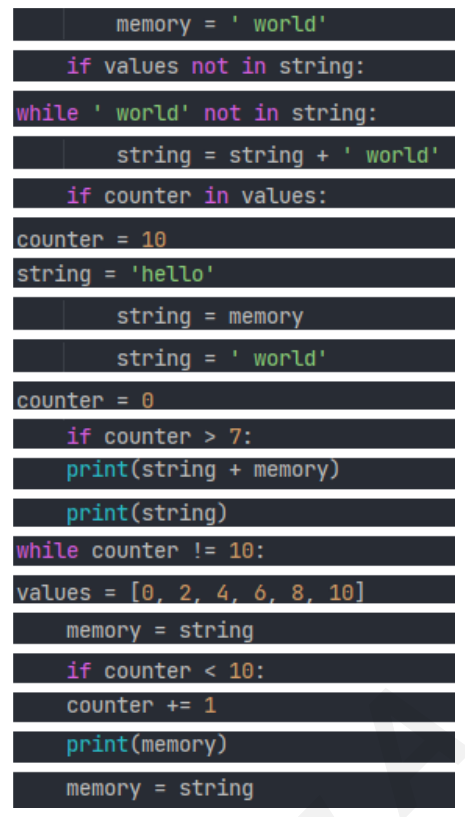 memory = ' world'
    if values not in string:
while ' world' not in string:
        string = string + ' world'
    if counter in values:
counter = 10
string = 'hello'
        string = memory
        string = ' world'
counter = 0
    if counter > 7:
    print(string + memory)
    print(string)
while counter != 10:
values = [0, 2, 4, 6, 8, 10]
    memory = string
    if counter < 10:
    counter += 1
    print(memory)
    memory = string